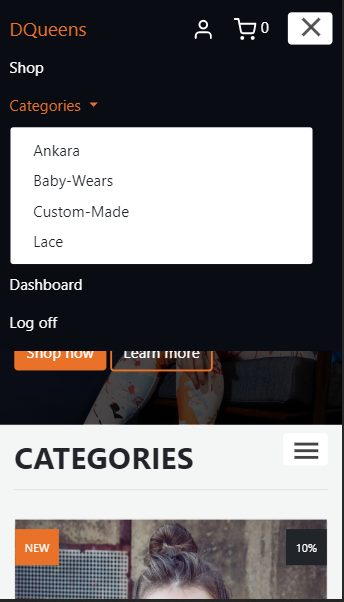 DQueens 0
Shop
Categories
Ankara
Baby-Wears
Custom-Made
Lace
Dashboard
Log off
Shop now Learn more
CATEGORIES
NEW 10%